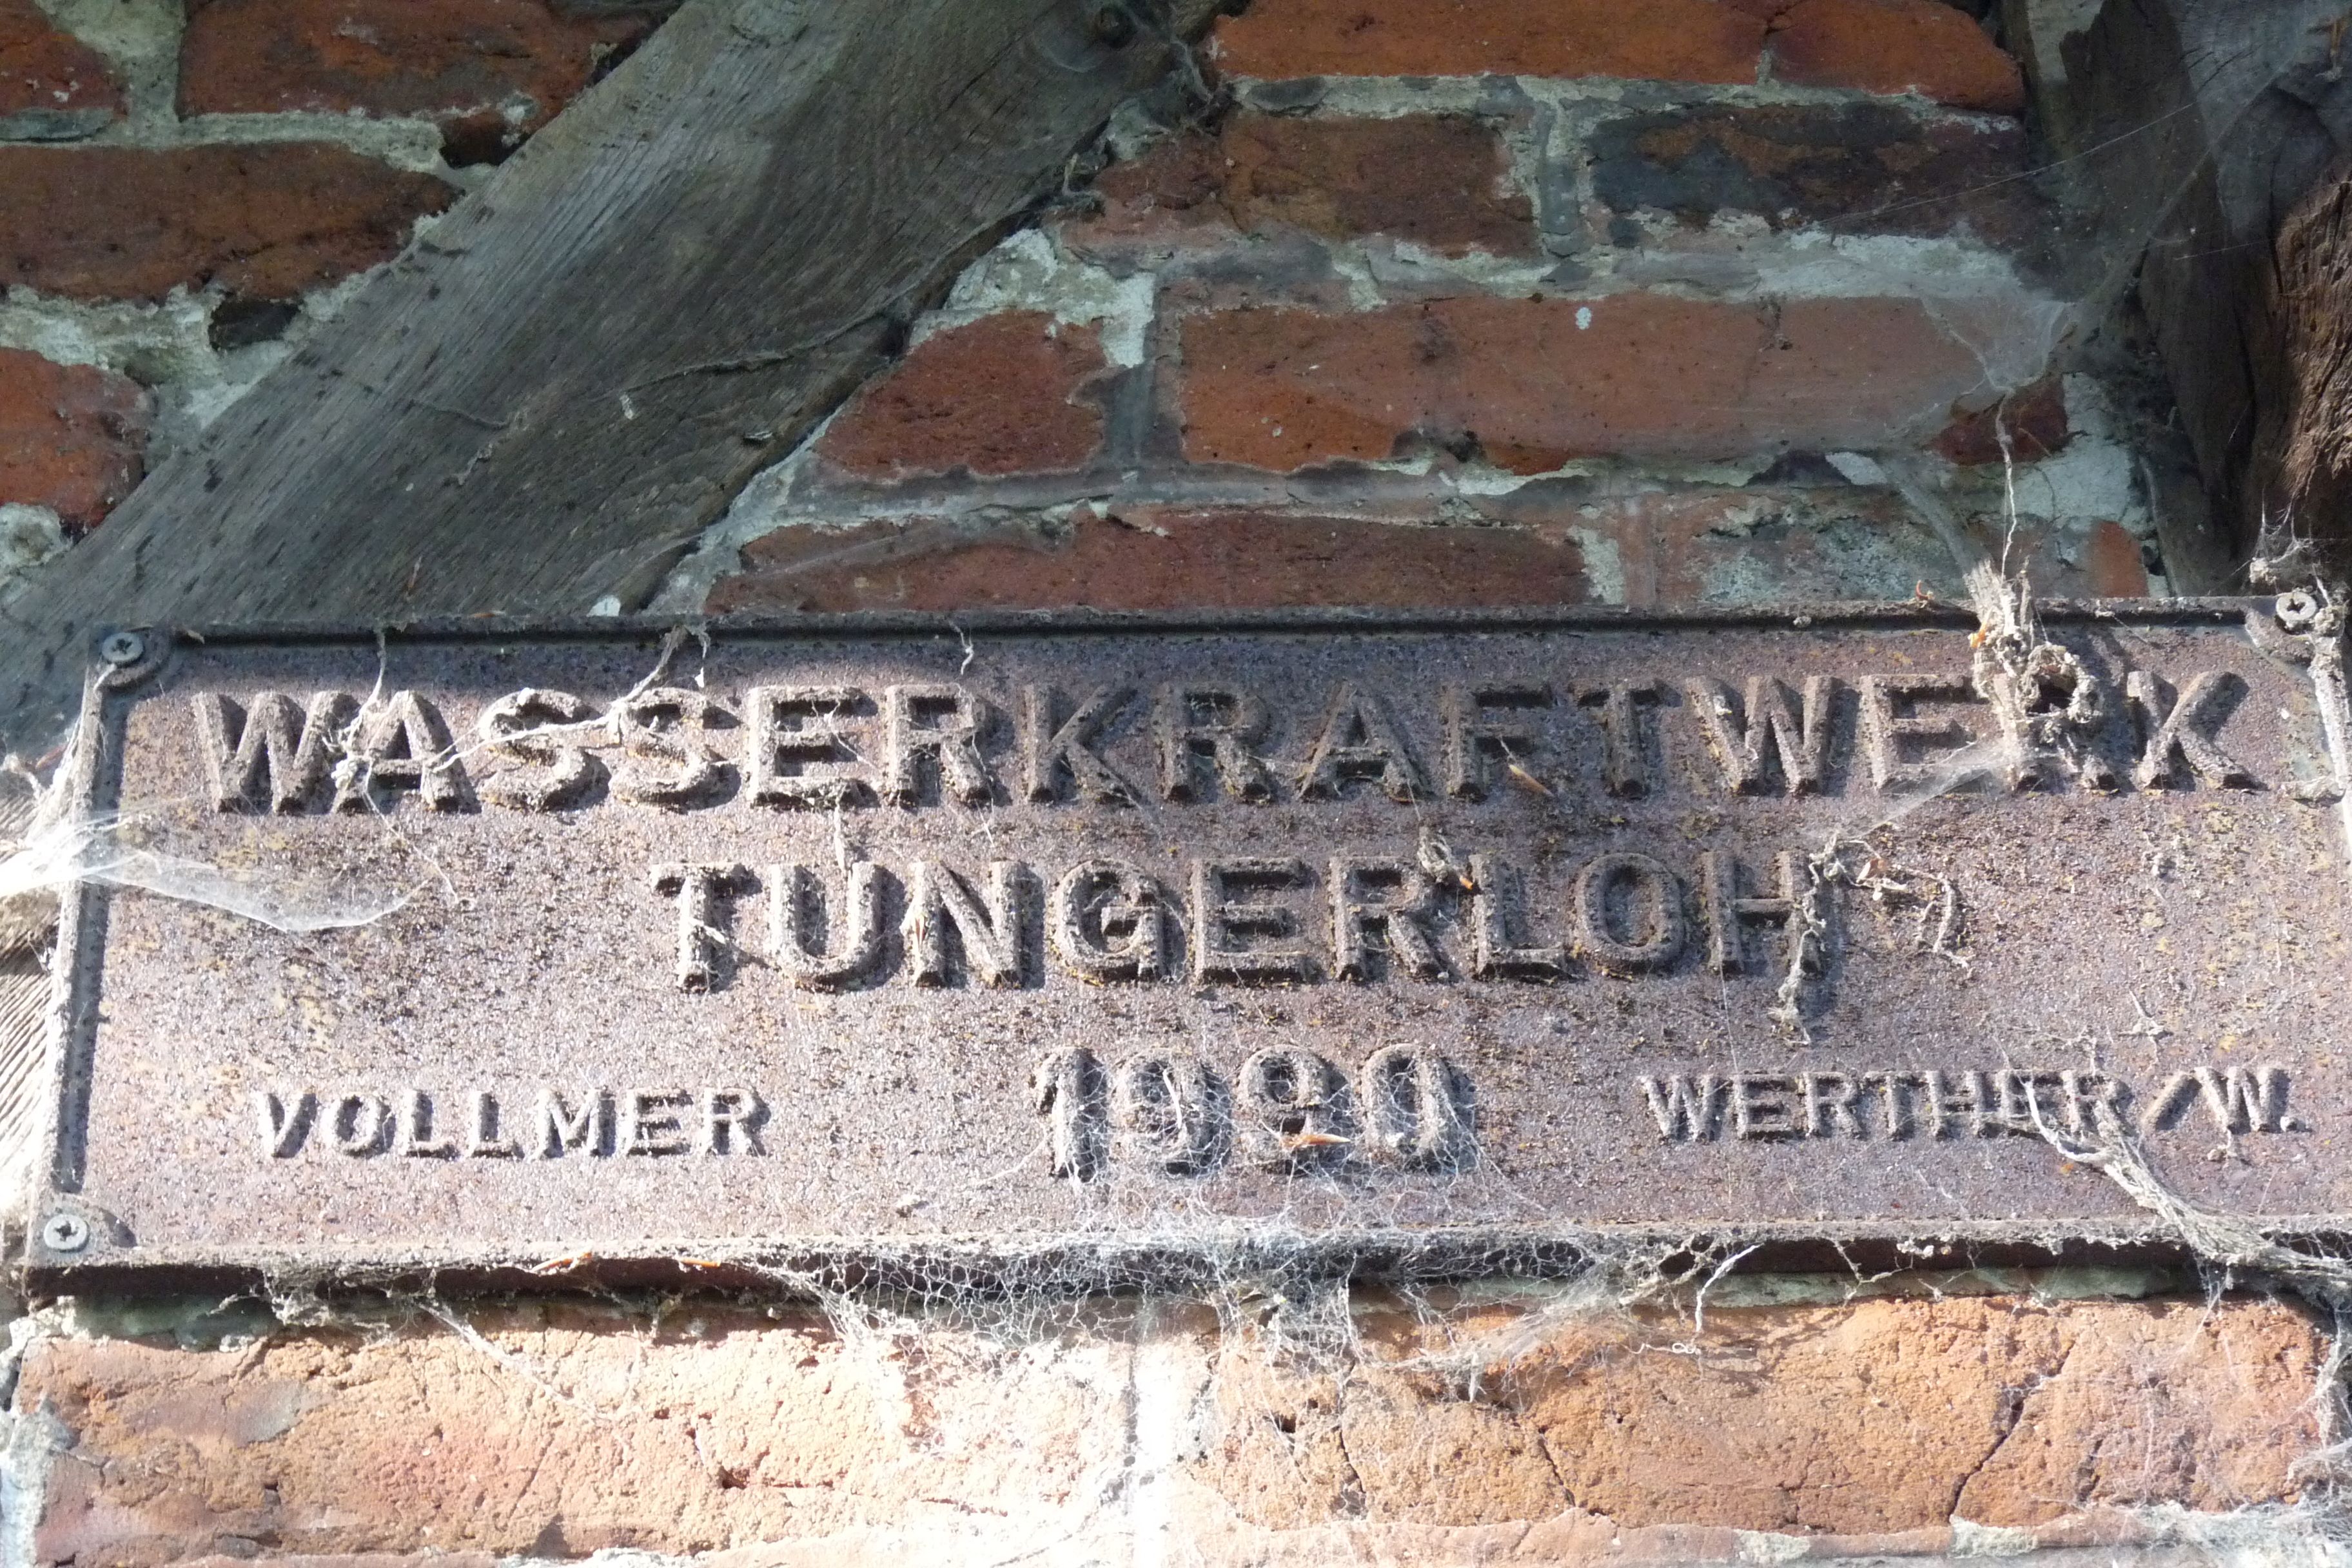 WASSERKRAFTWERK
TUNGERLOH
VOLLMER 1990 WERTHER/W.